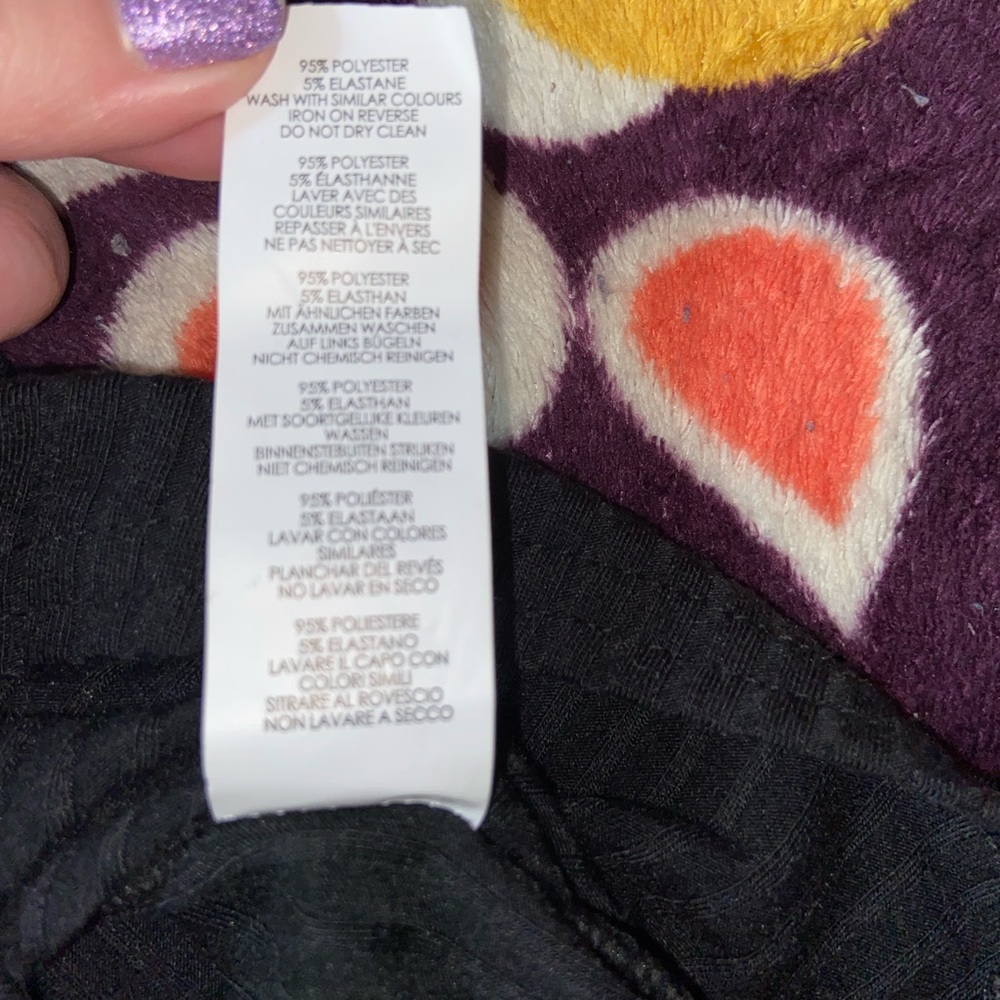 95% POLYESTER
5% ELASTANE
WASH WITH SIMILAR COLOURS
IRON ON REVERSE
DO NOT DRY CLEAN
95% POLYESTER
5% ÉLASTHANNE
LAVER AVEC DES
COULEURS SIMILAIRES
REPASSER À L'ENVERS
NE PAS NETTOYER À SEC
95% POLYESTER
5% ELASTHAN
MIT ÄHNLICHEN FARBEN
ZUSAMMEN WASCHEN
AUF LINKS BÜGELN
NICHT CHEMISCH REINIGEN
95% POLYESTER
5% ELASTHAN
MET SOORTGELIJKE KLEUREN
WASSEN
BINNENSTEBUITEN STRIJKEN
NIET CHEMISCH REINIGEN
95% POLIÉSTER
5% ELASTAAN
LAVAR CON COLORES
SIMILARES
PLANCHAR DEL REVÉS
NO LAVAR EN SECO
95% POLIESTERE
5% ELASTANO
LAVARE IL CAPO CON
COLORI SIMILI
SITRARE AL ROVESCIO
NON LAVARE A SECCO